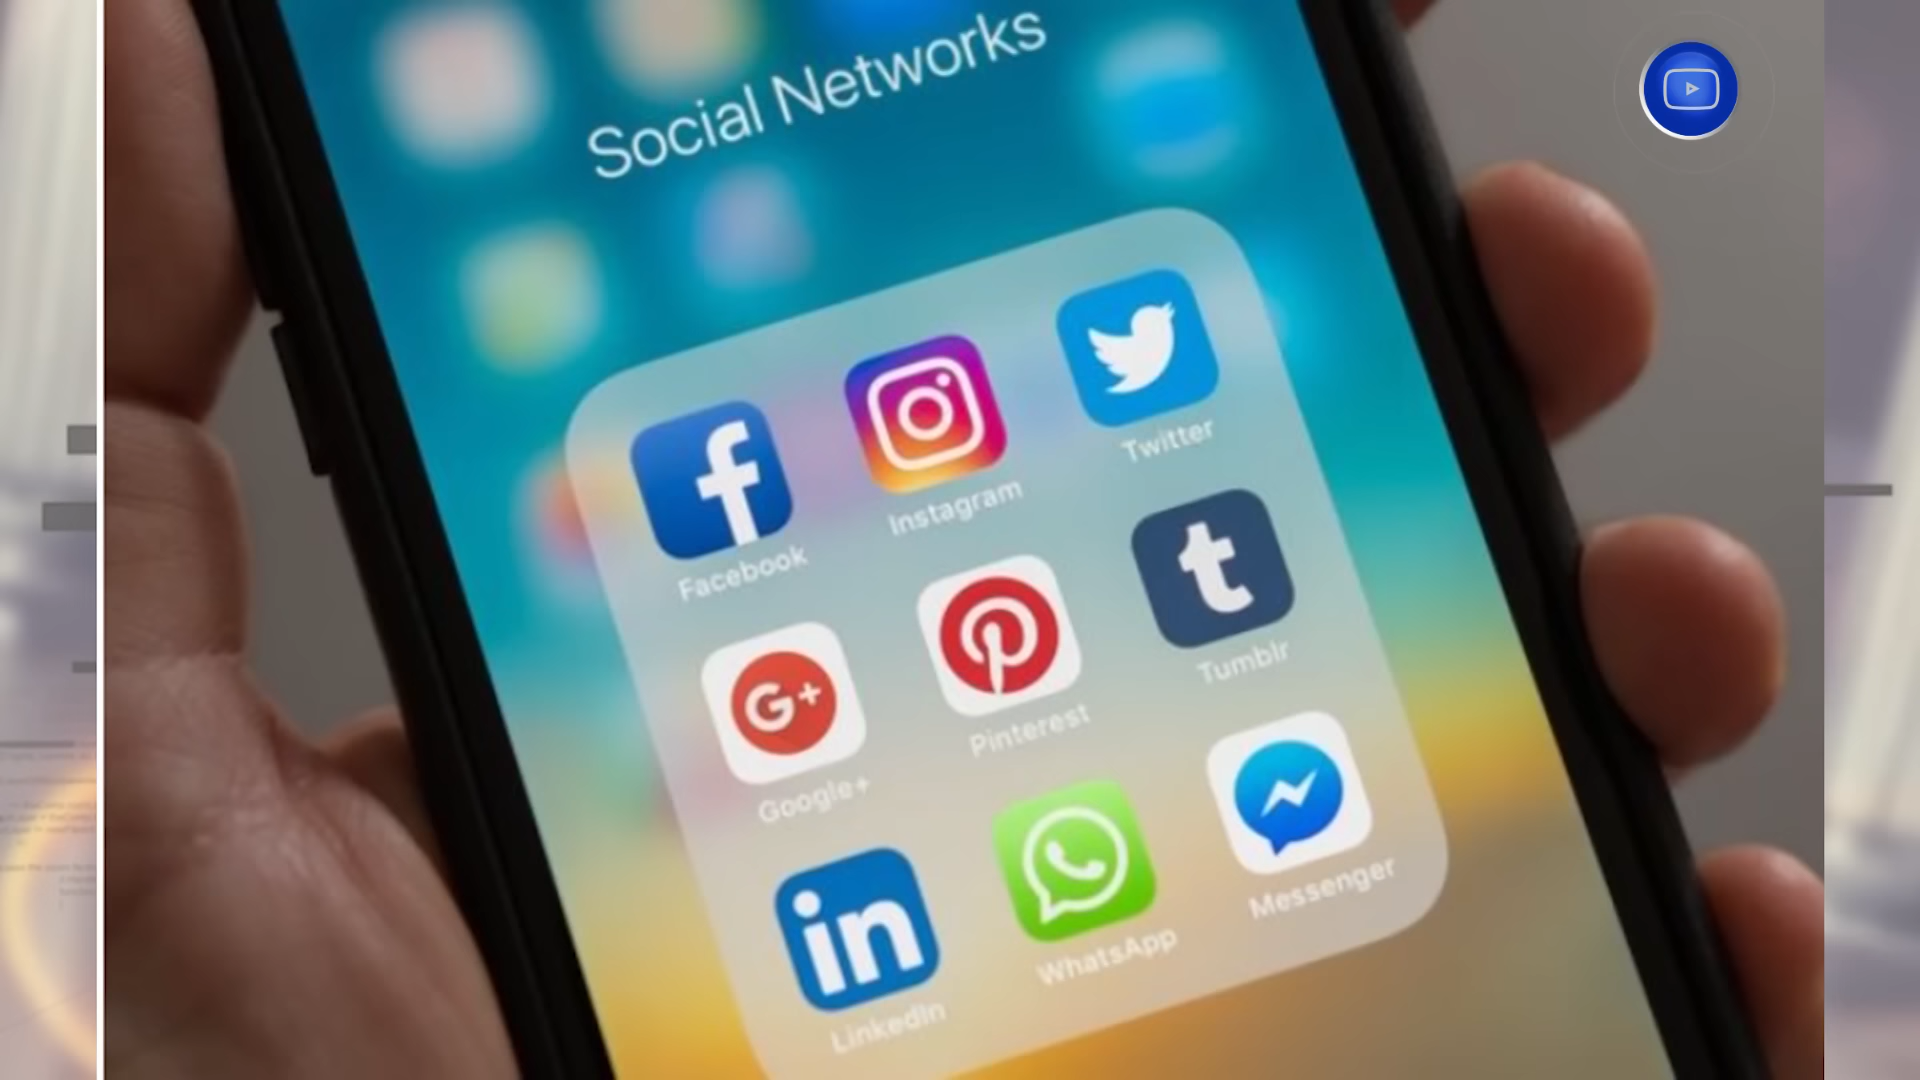 Social Networks
Facebook
Instagram
Twitter
Google+
Pinterest
Tumblr
LinkedIn
WhatsApp
Messenger